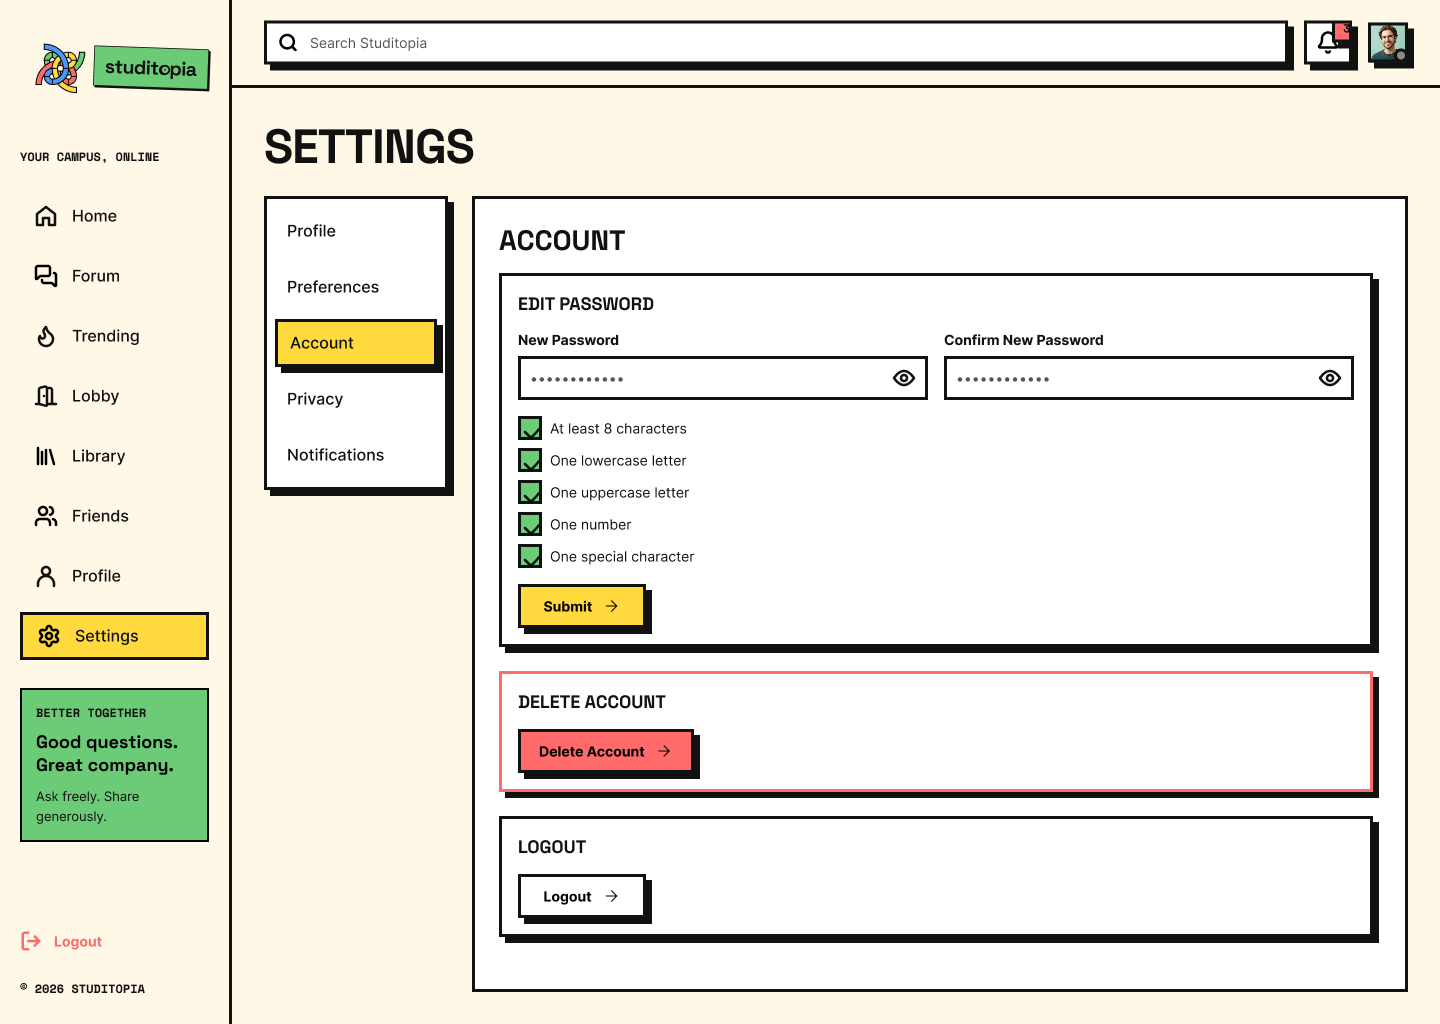 studitopia
YOUR CAMPUS, ONLINE
Home
Forum
Trending
Lobby
Library
Friends
Profile
Settings
BETTER TOGETHER
Good questions.
Great company.
Ask freely. Share
generously.
Logout
© 2026 STUDITOPIA
Search Studitopia
SETTINGS
Profile
Preferences
Account
Privacy
Notifications
ACCOUNT
EDIT PASSWORD
New Password
Confirm New Password
At least 8 characters
One lowercase letter
One uppercase letter
One number
One special character
Submit
DELETE ACCOUNT
Delete Account
LOGOUT
Logout